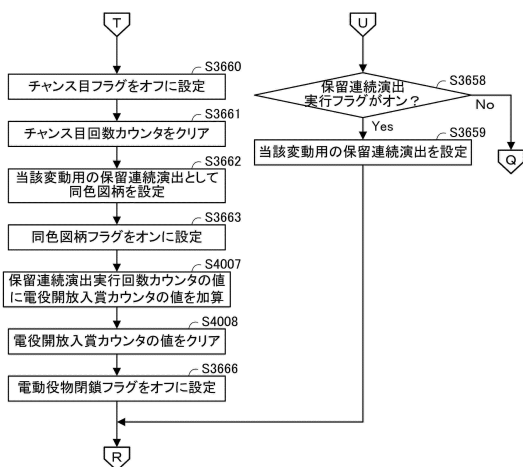 T
S3660
チャンス目フラグをオフに設定
S3661
チャンス目回数カウンタをクリア
S3662
当該変動用の保留連続演出として
同色図柄を設定
S3663
同色図柄フラグをオンに設定
S4007
保留連続演出実行回数カウンタの値
に電役開放入賞カウンタの値を加算
S4008
電役開放入賞カウンタの値をクリア
S3666
電動役物閉鎖フラグをオフに設定
R
U
S3658
保留連続演出
実行フラグがオン?
No
Yes
Q
S3659
当該変動用の保留連続演出を設定